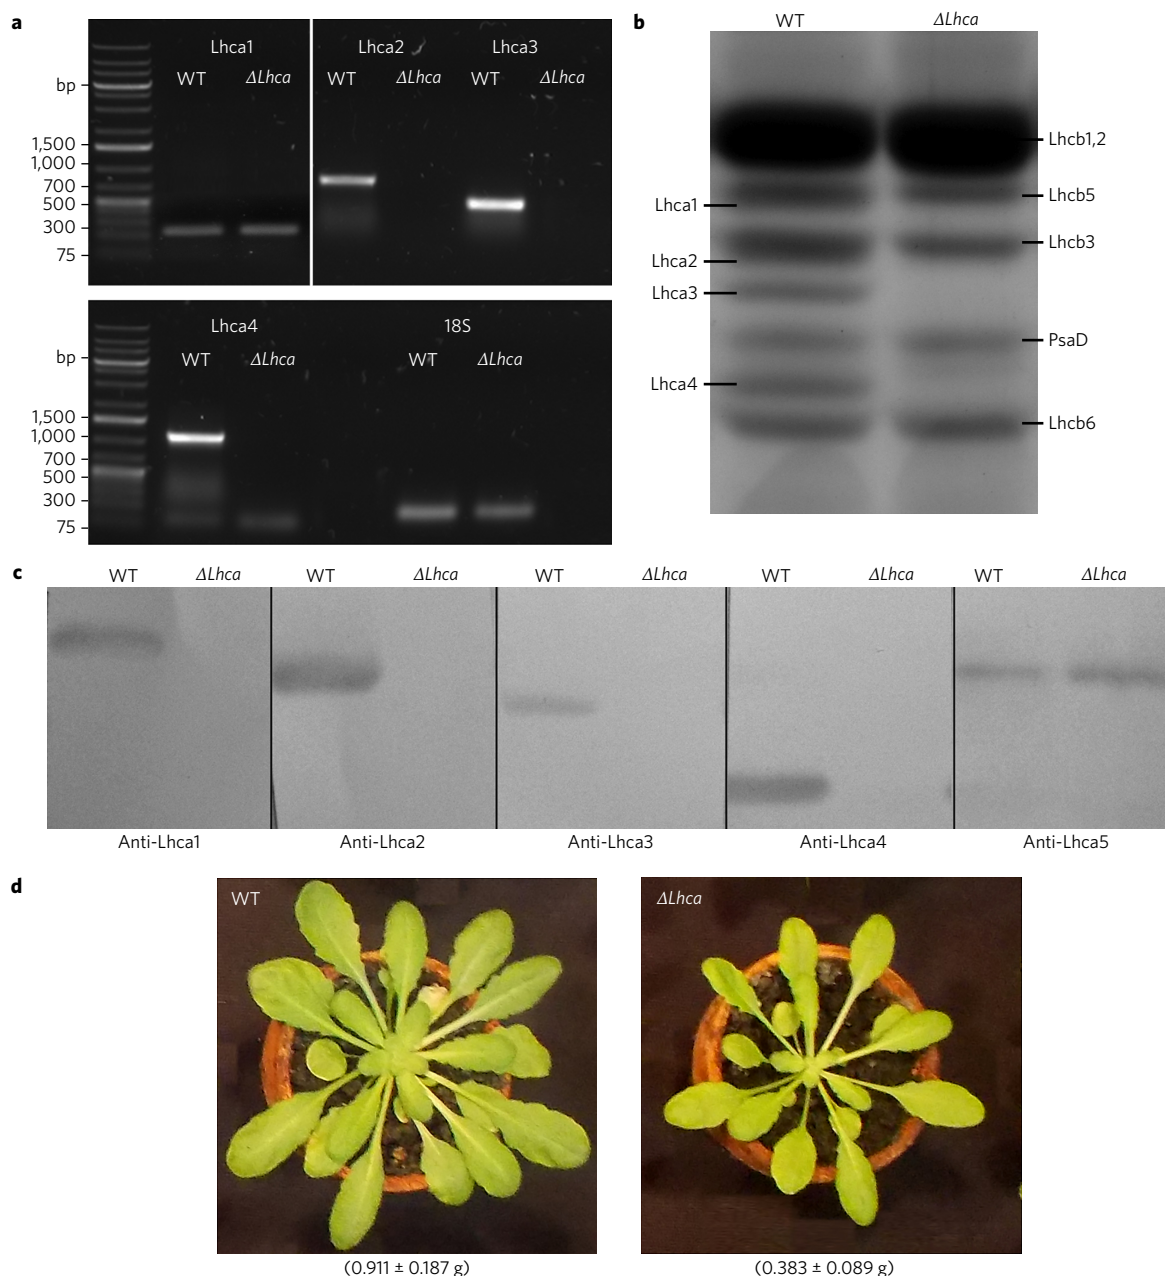 a
Lhca1
Lhca2
Lhca3
WT
ΔLhca
WT
ΔLhca
WT
ΔLhca
bp
1,500
1,000
700
500
300
75
Lhca4
18S
WT
ΔLhca
WT
ΔLhca
bp
1,500
1,000
700
500
300
75
b
WT
ΔLhca
Lhca1
Lhca2
Lhca3
Lhca4
Lhcb1,2
Lhcb5
Lhcb3
PsaD
Lhcb6
c
WT
ΔLhca
WT
ΔLhca
WT
ΔLhca
WT
ΔLhca
WT
ΔLhca
Anti-Lhca1
Anti-Lhca2
Anti-Lhca3
Anti-Lhca4
Anti-Lhca5
d
WT
ΔLhca
(0.911 ± 0.187 g)
(0.383 ± 0.089 g)